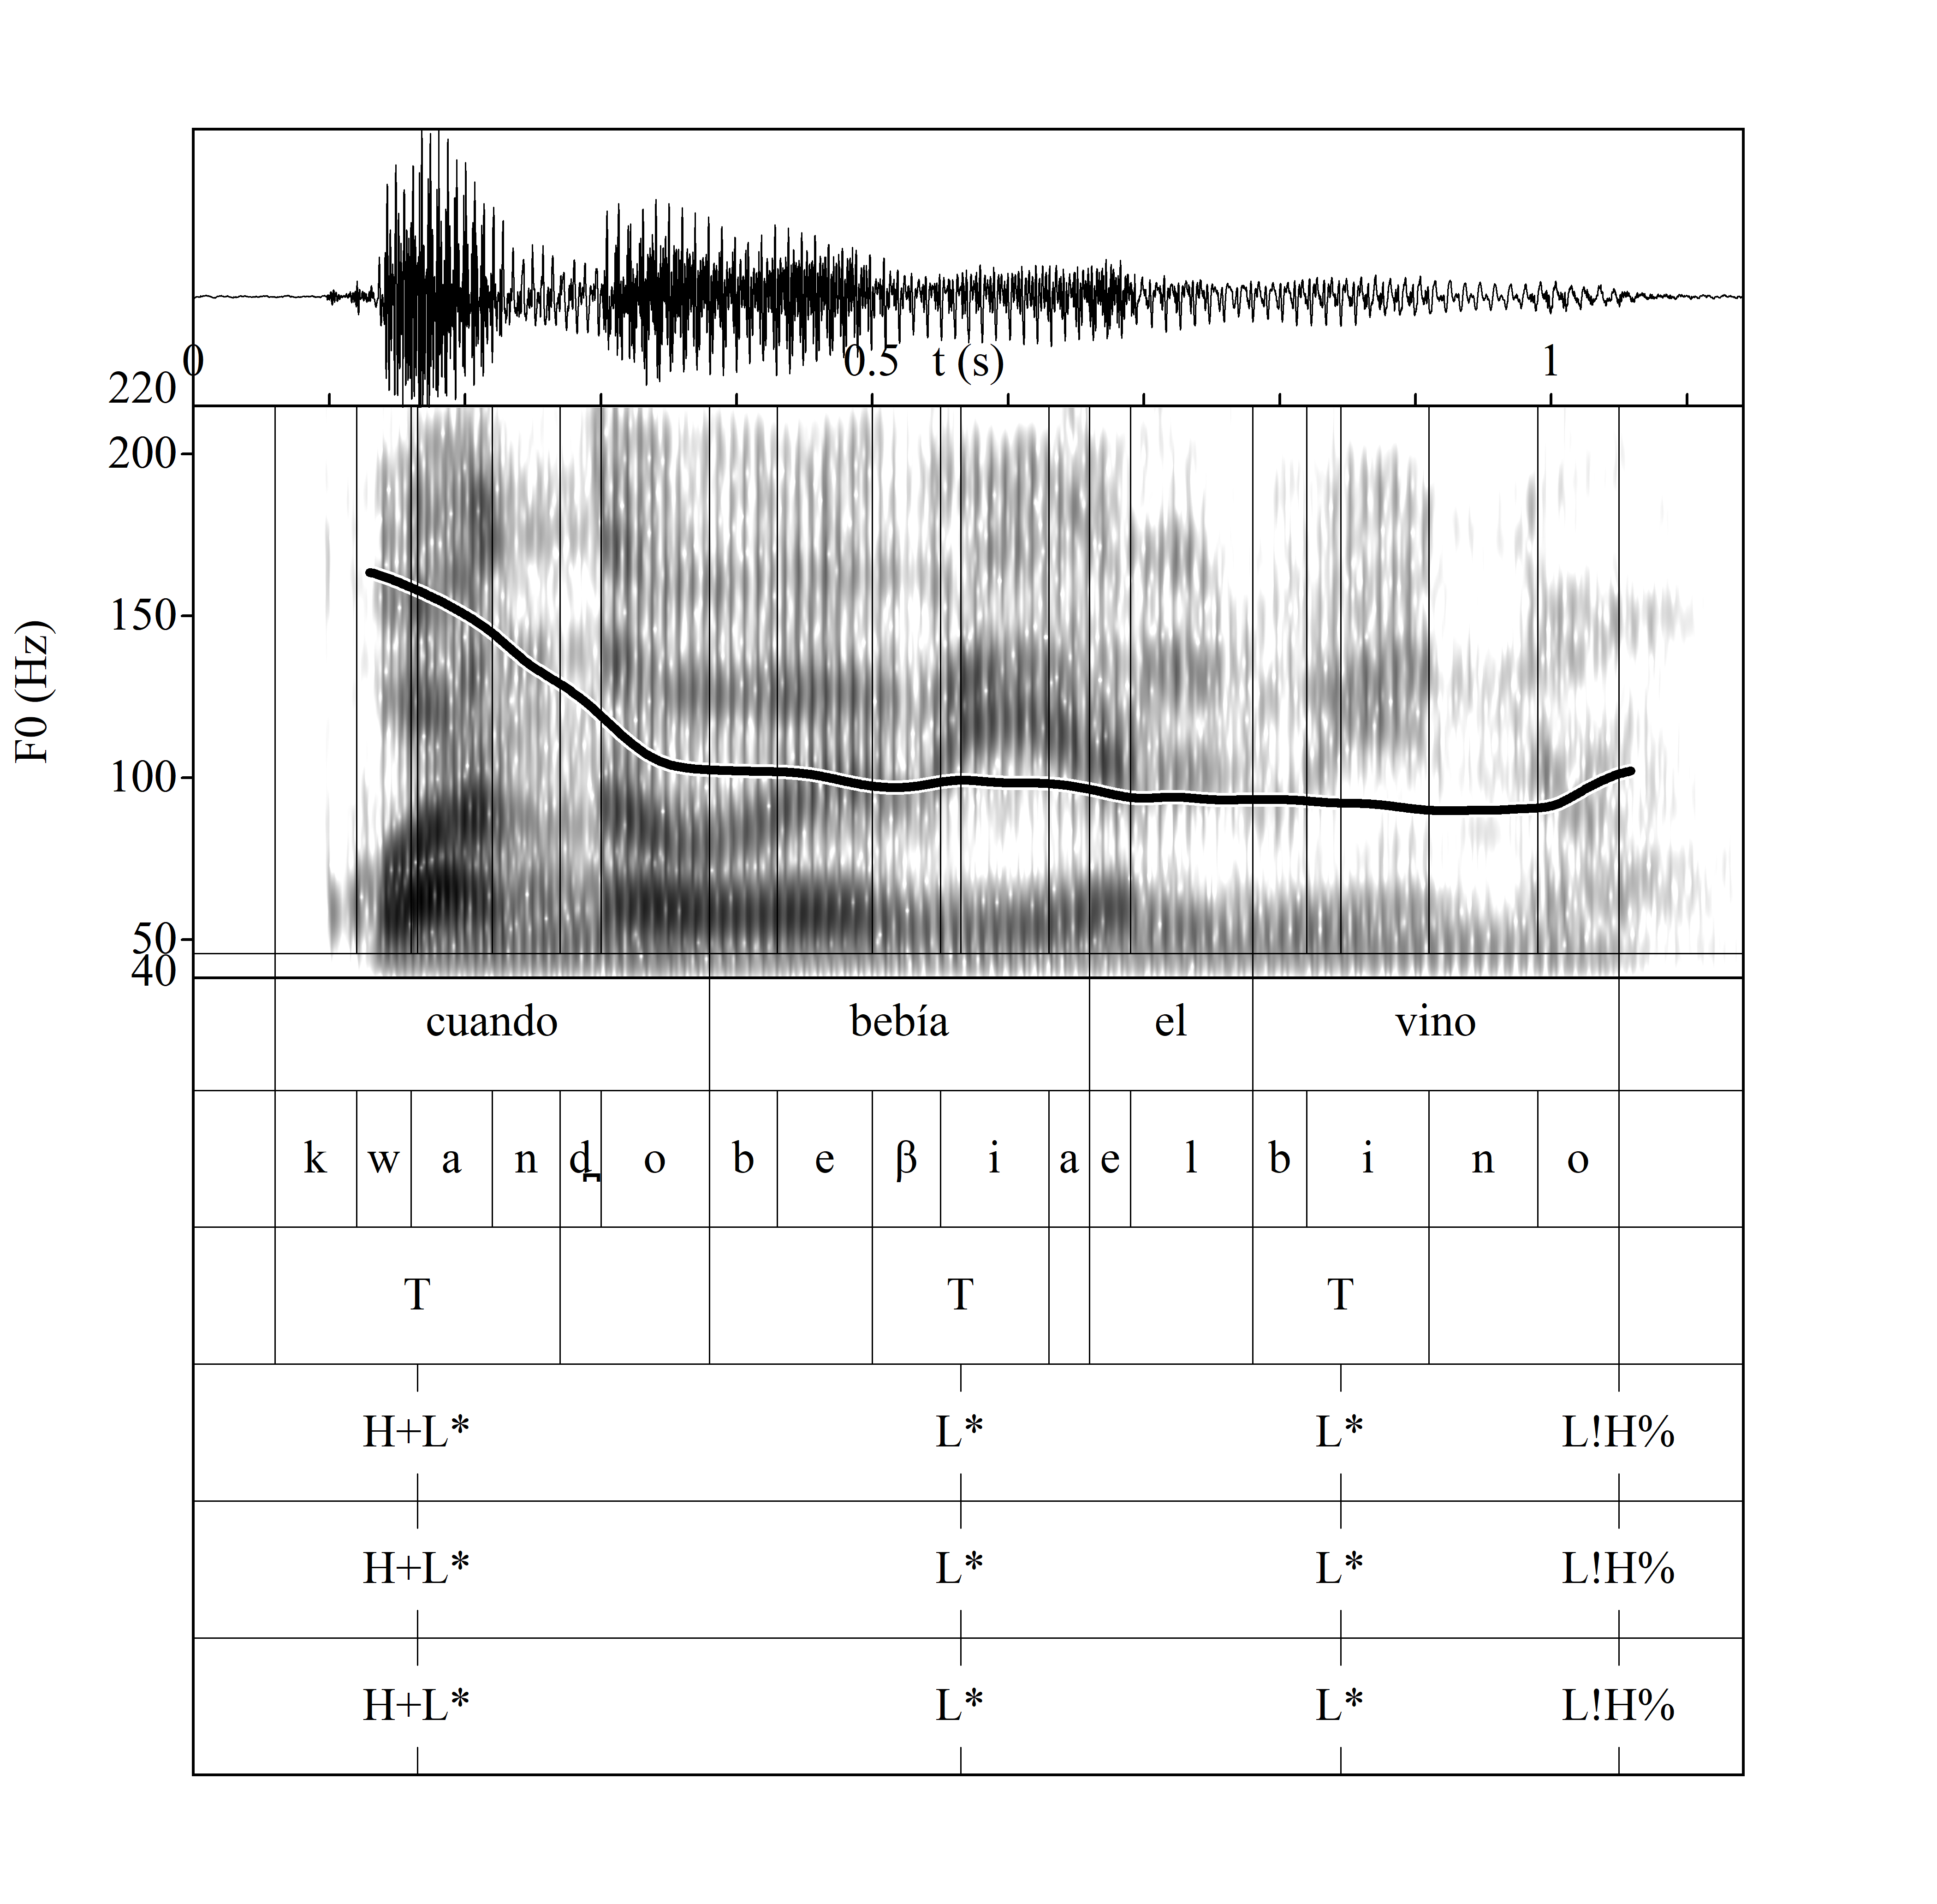 0 0.5 t (s) 1
220
200
150
100
50
40
F0 (Hz)
cuando bebía el vino
k w a n d̪ o b e β i a e l b i n o
T T T
H+L* L* L* L!H%
H+L* L* L* L!H%
H+L* L* L* L!H%